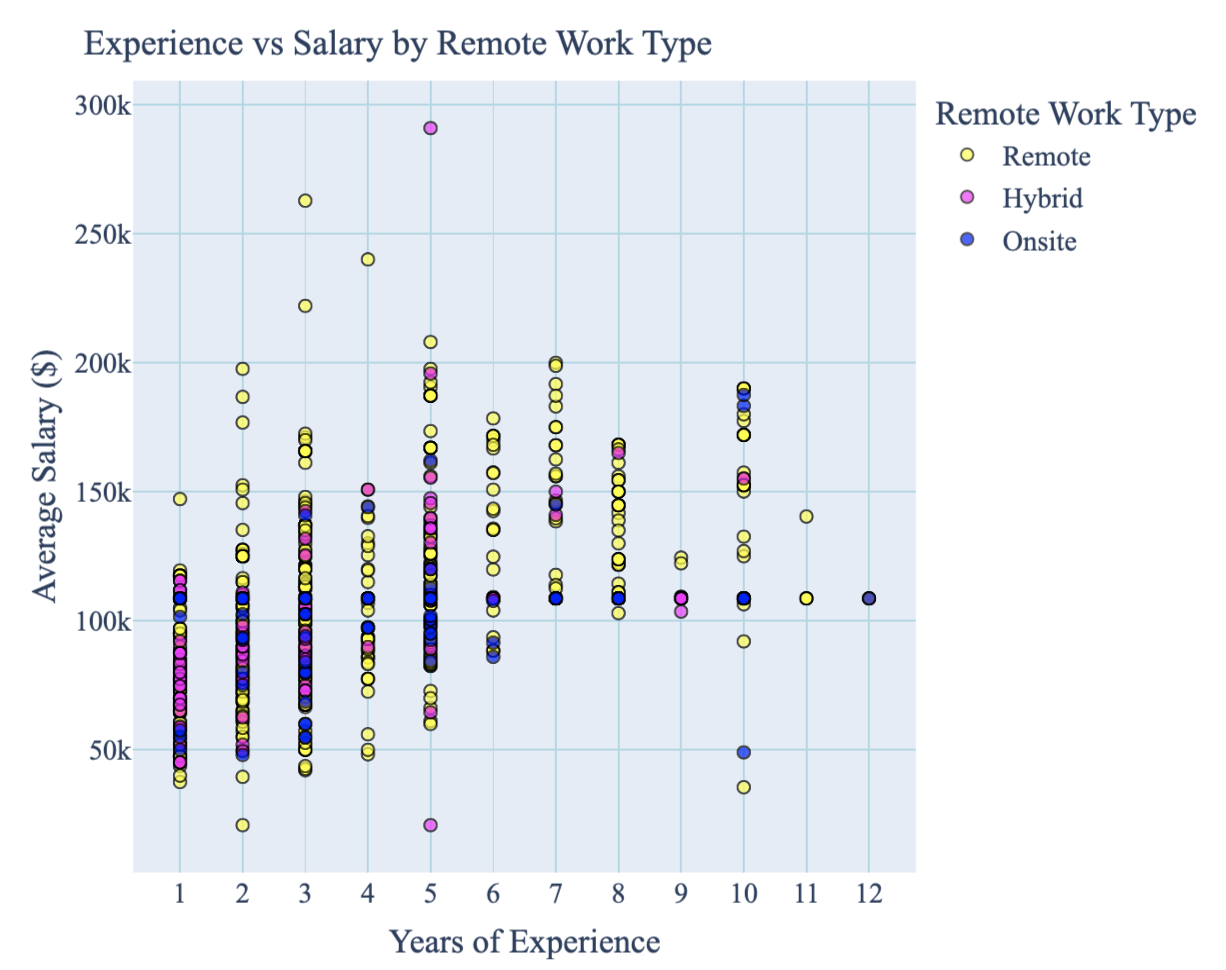 Experience vs Salary by Remote Work Type
300k
250k
200k
150k
100k
50k
Average Salary ($)
1 2 3 4 5 6 7 8 9 10 11 12
Years of Experience
Remote Work Type
Remote
Hybrid
Onsite